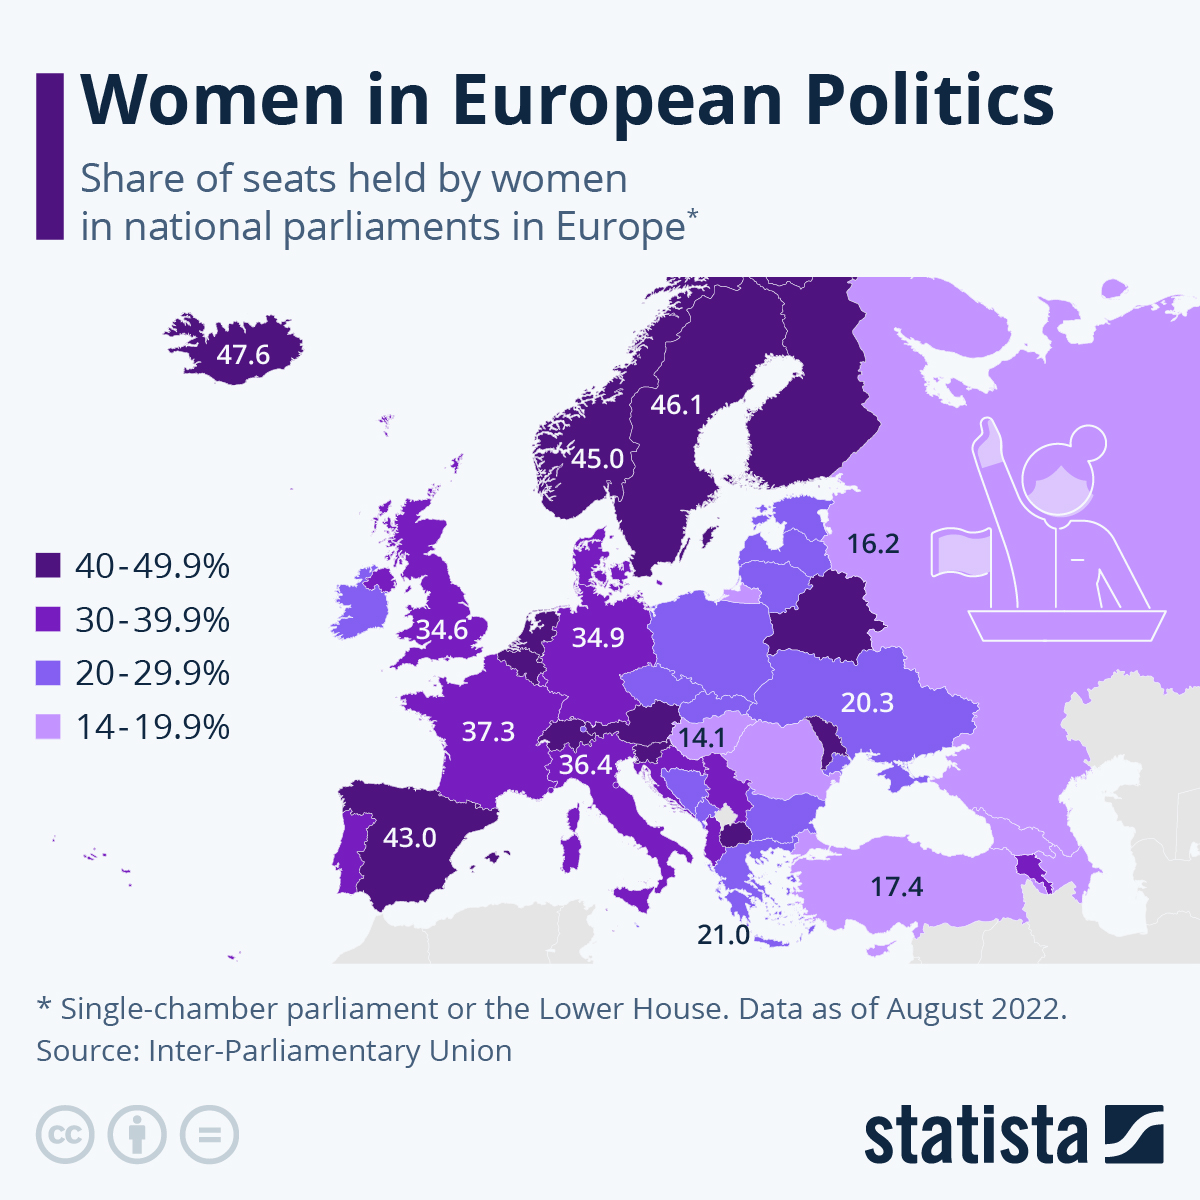 Women in European Politics
Share of seats held by women
in national parliaments in Europe*
47.6
46.1
45.0
16.2
40-49.9%
30-39.9%
20-29.9%
14-19.9%
34.6
34.9
20.3
37.3
14.1
36.4
43.0
17.4
21.0
* Single-chamber parliament or the Lower House. Data as of August 2022.
Source: Inter-Parliamentary Union
cc
statista